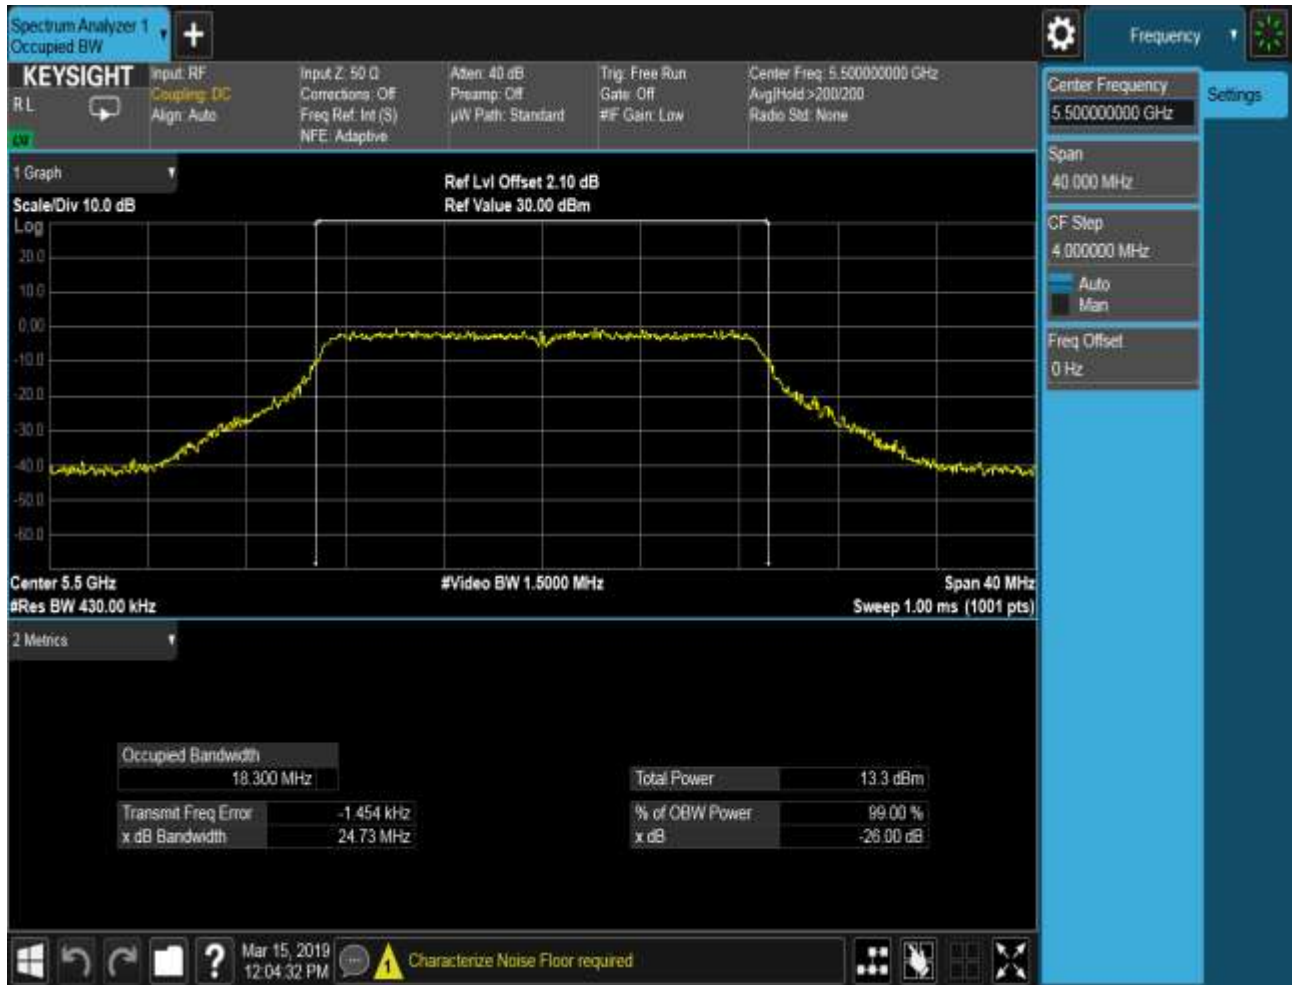 Spectrum Analyzer 1
Occupied BW
Frequency
KEYSIGHT
R L
Input: RF
Coupling: DC
Align: Auto
Input Z: 50 Ω
Corrections: Off
Freq Ref: Int (S)
NFE: Adaptive
Atten: 40 dB
Preamp: Off
µW Path: Standard
Trig: Free Run
Gate: Off
#IF Gain: Low
Center Freq: 5.500000000 GHz
Avg|Hold:>200/200
Radio Std: None
Center Frequency
5.500000000 GHz
Settings
Span
40.000 MHz
CF Step
4.000000 MHz
Auto
Man
Freq Offset
0 Hz
1 Graph
Scale/Div 10.0 dB
Ref Lvl Offset 2.10 dB
Ref Value 30.00 dBm
Log
20.0
10.0
0.00
-10.0
-20.0
-30.0
-40.0
-50.0
-60.0
Center 5.5 GHz
#Video BW 1.5000 MHz
Span 40 MHz
#Res BW 430.00 kHz
Sweep 1.00 ms (1001 pts)
2 Metrics
Occupied Bandwidth
18.300 MHz
Total Power 13.3 dBm
Transmit Freq Error -1.454 kHz
% of OBW Power 99.00 %
x dB Bandwidth 24.73 MHz
x dB -26.00 dB
?
Mar 15, 2019
12:04:32 PM
1
Characterize Noise Floor required